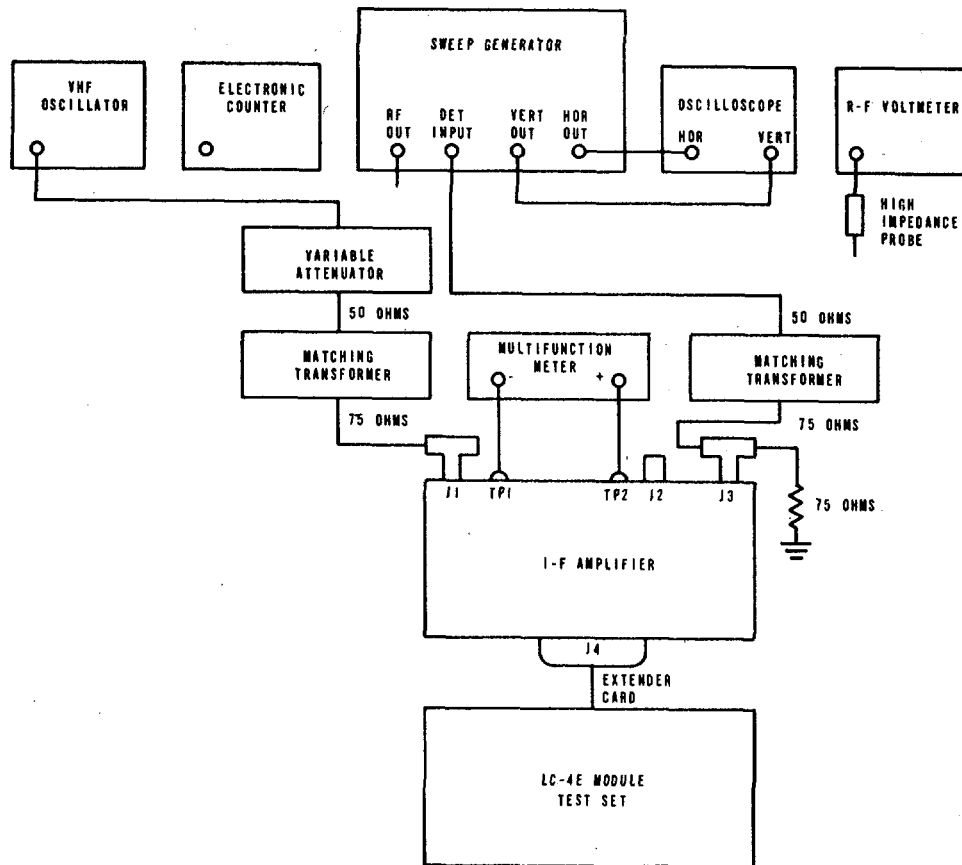 SWEEP GENERATOR
VHF
OSCILLATOR
ELECTRONIC
COUNTER
RF
OUT
DET
INPUT
VERT
OUT
HOR
OUT
OSCILLOSCOPE
HOR
VERT
R-F VOLTMETER
HIGH
IMPEDANCE
PROBE
VARIABLE
ATTENUATOR
50 OHMS
50 OHMS
MATCHING
TRANSFORMER
MULTIFUNCTION
METER
- +
MATCHING
TRANSFORMER
75 OHMS
75 OHMS
J1
TP1
TP2
J2
J3
75 OHMS
I-F AMPLIFIER
J4
EXTENDER
CARD
LC-4E MODULE
TEST SET